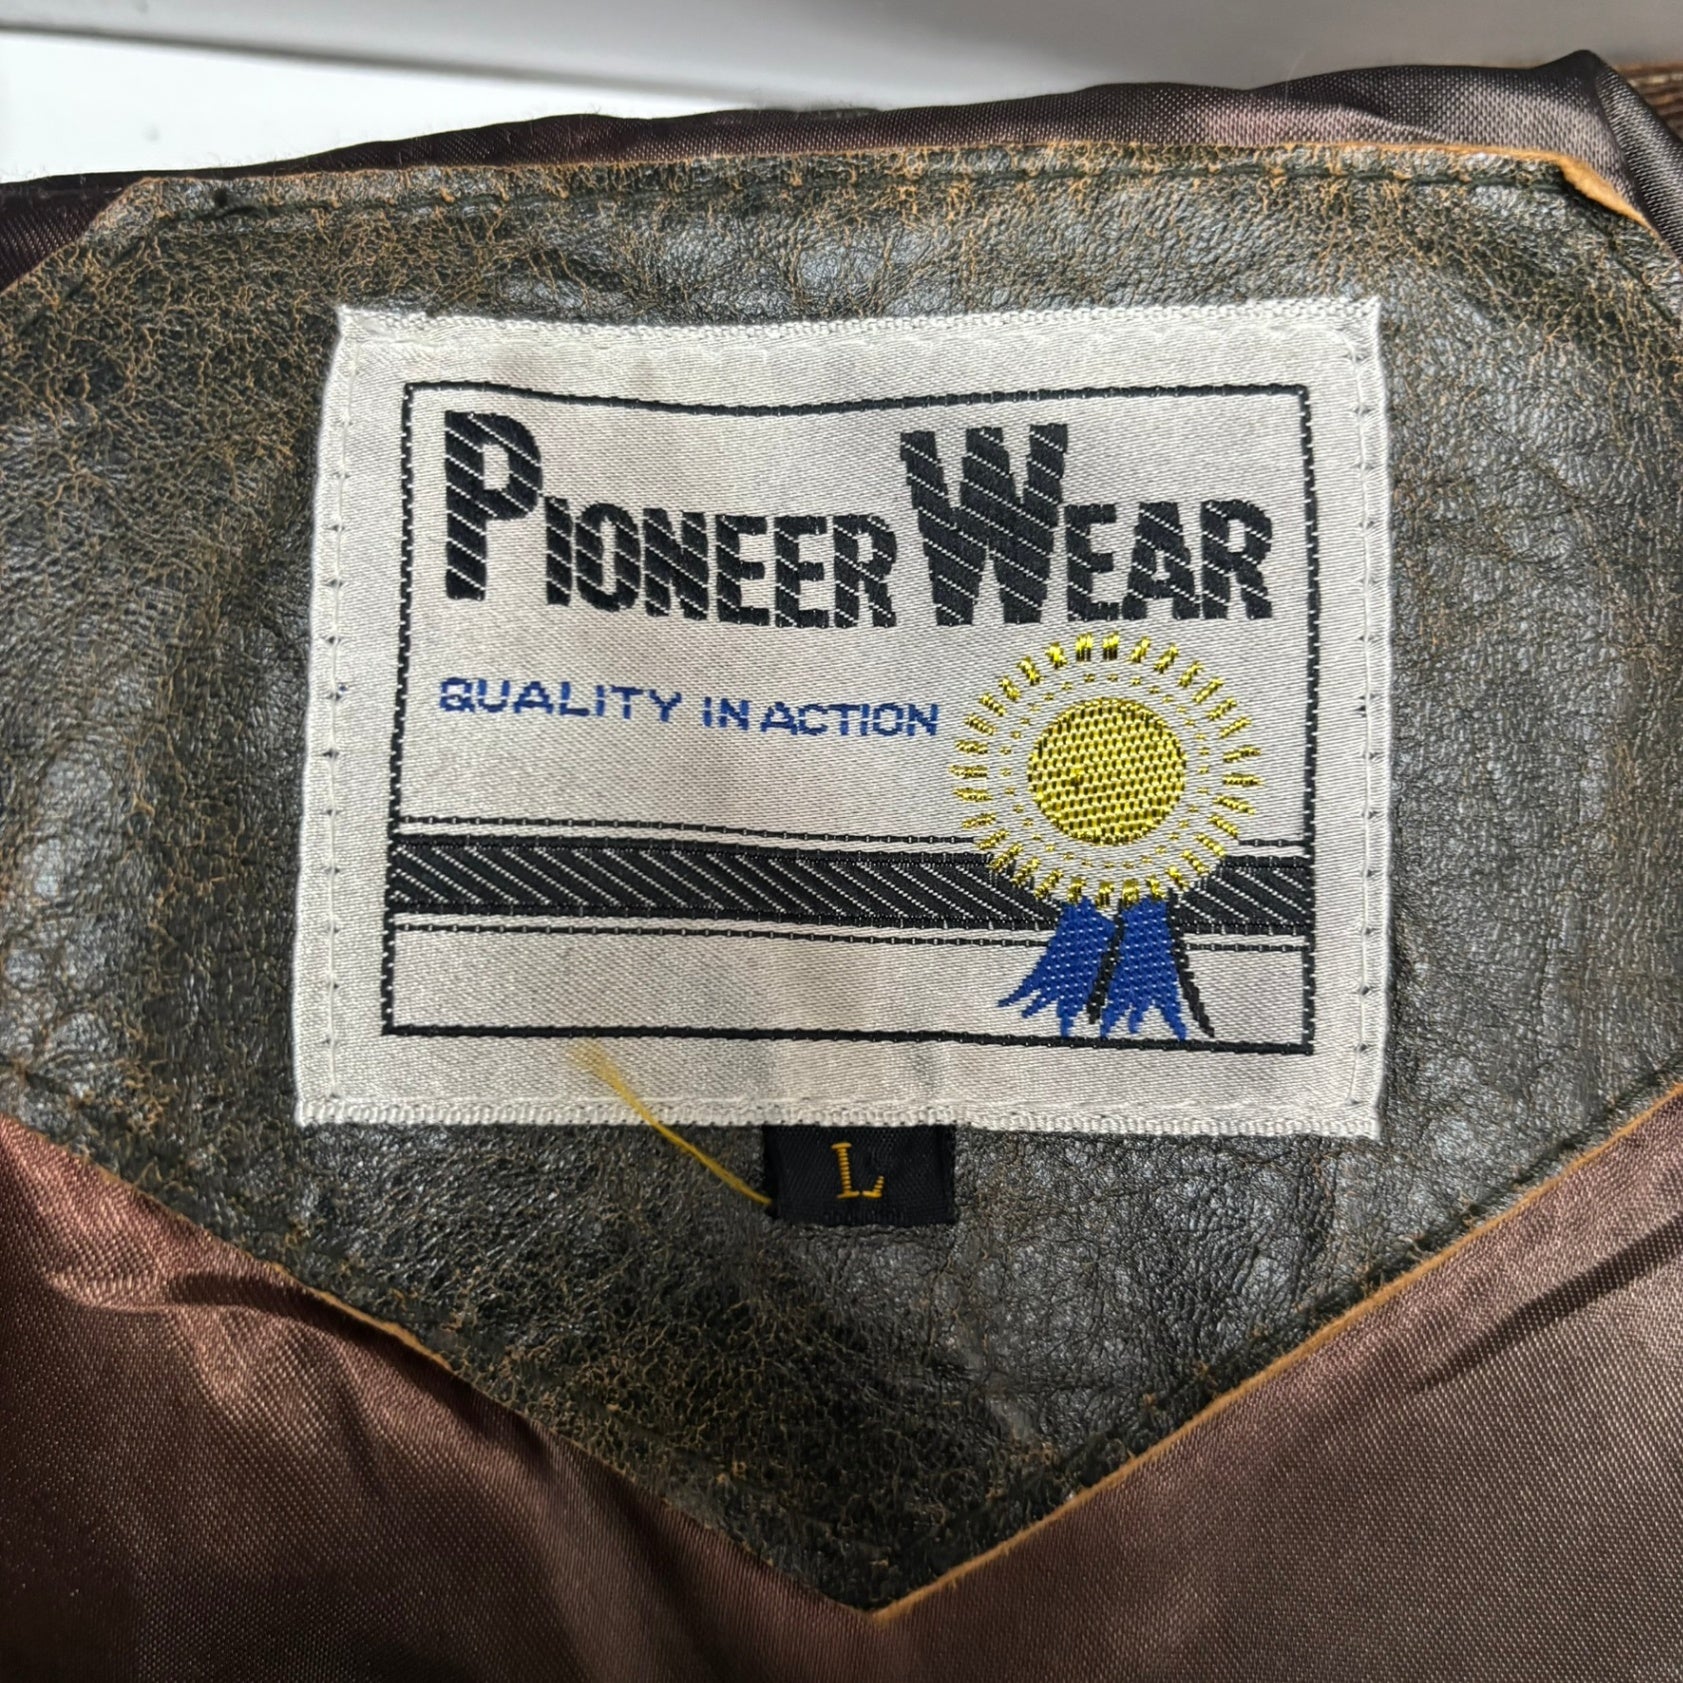 PIONEER WEAR
QUALITY IN ACTION
L